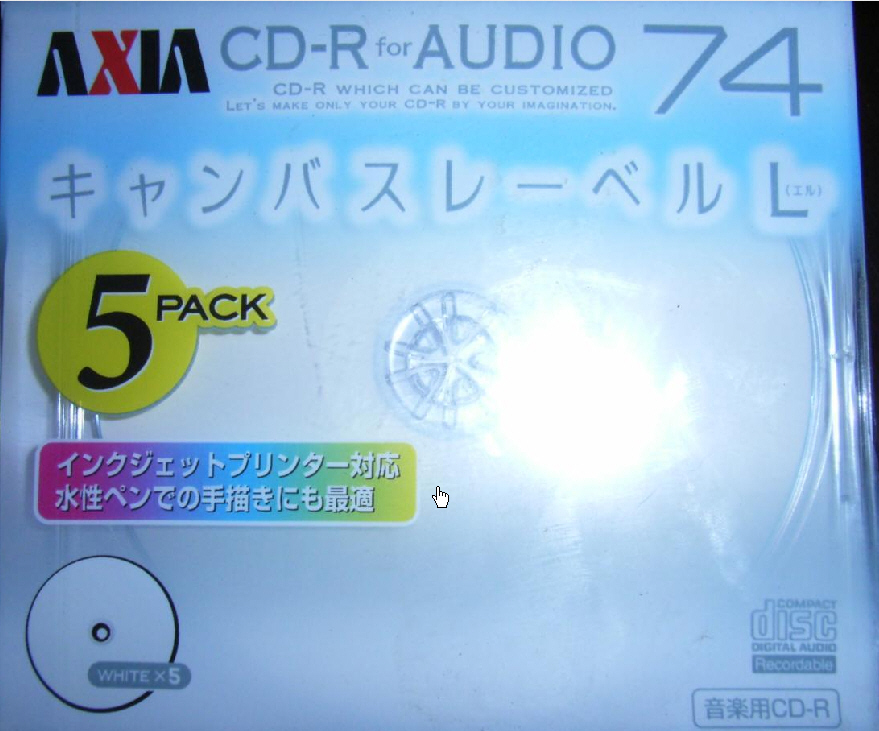 AXIA CD-R for AUDIO 74
CD-R WHICH CAN BE CUSTOMIZED
LET'S MAKE ONLY YOUR CD-R BY YOUR IMAGINATION.
キャンバスレーベル L(エル)
5 PACK
インクジェットプリンター対応
水性ペンでの手描きにも最適
WHITE×5
COMPACT
disc
DIGITAL AUDIO
Recordable
音楽用CD-R